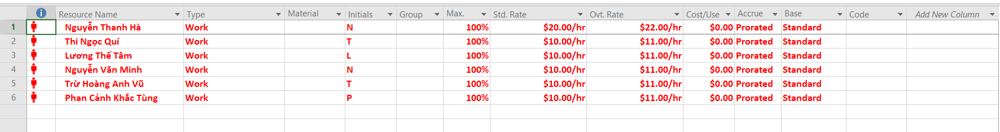 Resource Name Type Material Initials Group Max. Std. Rate Ovt. Rate Cost/Use Accrue Base Code Add New Column
1 Nguyễn Thanh Hà Work N 100% $20.00/hr $22.00/hr $0.00 Prorated Standard
2 Thi Ngọc Quí Work T 100% $10.00/hr $11.00/hr $0.00 Prorated Standard
3 Lương Thế Tâm Work L 100% $10.00/hr $11.00/hr $0.00 Prorated Standard
4 Nguyễn Văn Minh Work N 100% $10.00/hr $11.00/hr $0.00 Prorated Standard
5 Trừ Hoàng Anh Vũ Work T 100% $10.00/hr $11.00/hr $0.00 Prorated Standard
6 Phan Cảnh Khắc Tùng Work P 100% $10.00/hr $11.00/hr $0.00 Prorated Standard